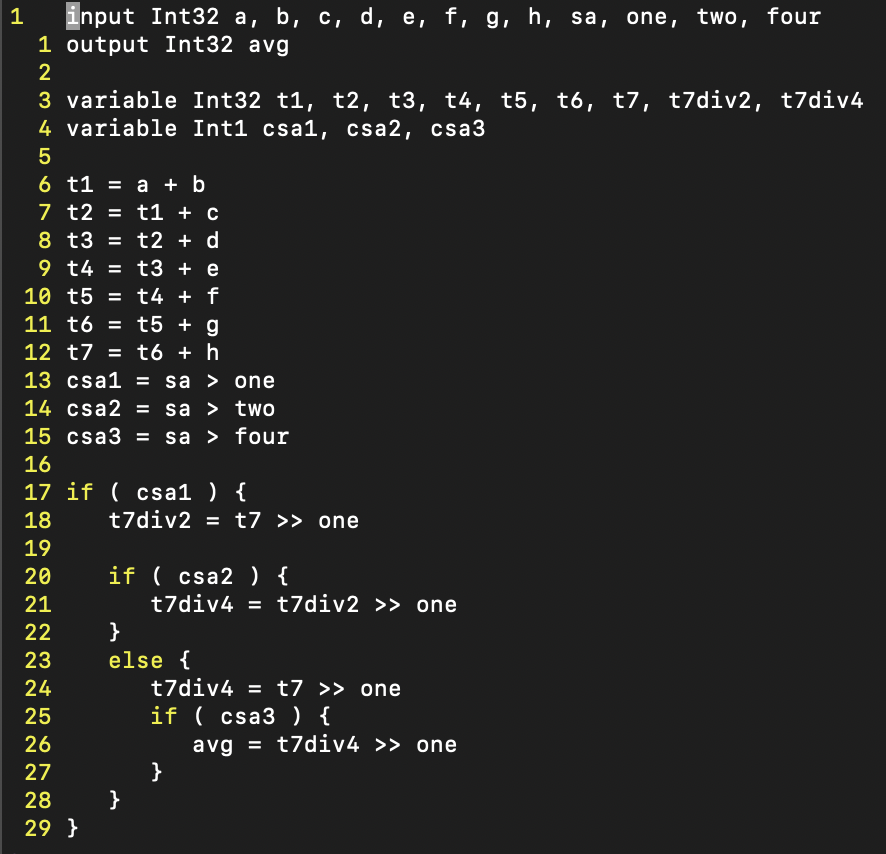 1 input Int32 a, b, c, d, e, f, g, h, sa, one, two, four
1 output Int32 avg
2
3 variable Int32 t1, t2, t3, t4, t5, t6, t7, t7div2, t7div4
4 variable Int1 csa1, csa2, csa3
5
6 t1 = a + b
7 t2 = t1 + c
8 t3 = t2 + d
9 t4 = t3 + e
10 t5 = t4 + f
11 t6 = t5 + g
12 t7 = t6 + h
13 csa1 = sa > one
14 csa2 = sa > two
15 csa3 = sa > four
16
17 if ( csa1 ) {
18    t7div2 = t7 >> one
19
20    if ( csa2 ) {
21       t7div4 = t7div2 >> one
22    }
23    else {
24       t7div4 = t7 >> one
25       if ( csa3 ) {
26          avg = t7div4 >> one
27       }
28    }
29 }